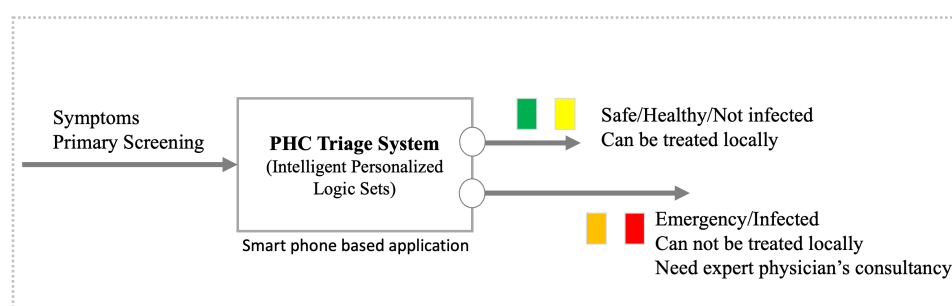 Symptoms
Primary Screening
PHC Triage System
(Intelligent Personalized
Logic Sets)
Smart phone based application
Safe/Healthy/Not infected
Can be treated locally
Emergency/Infected
Can not be treated locally
Need expert physician's consultancy